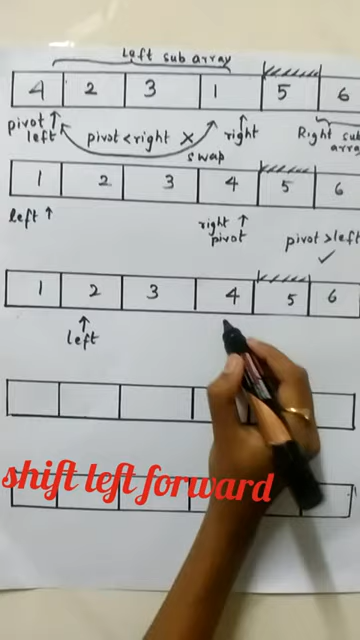 Left sub array
4 2 3 1 5 6
pivot left pivot < right × right Right sub array
swap
1 2 3 4 5 6
left ↑ right ↑ pivot
pivot > left ✓
1 2 3 4 5 6
↑ left
shift left forward